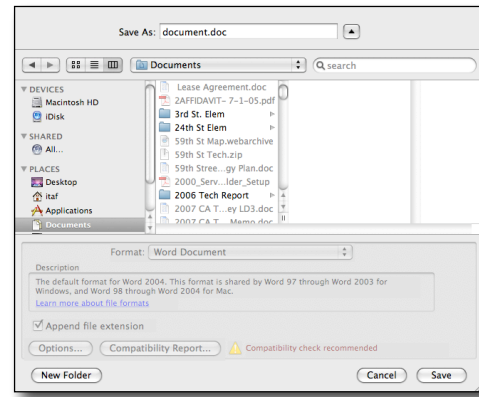 Save As: document.doc
Documents
search
DEVICES
Macintosh HD
iDisk
SHARED
All...
PLACES
Desktop
itaf
Applications
Documents
Lease Agreement.doc
2AFFIDAVIT- 7-1-05.pdf
3rd St. Elem
24th St Elem
59th St Map.webarchive
59th St Tech.zip
59th Stree...gy Plan.doc
2000_Serv...lder_Setup
2006 Tech Report
2007 CA T...ey LD3.doc
2007 CA T... Memo.doc
Format: Word Document
Description
The default format for Word 2004. This format is shared by Word 97 through Word 2003 for
Windows, and Word 98 through Word 2004 for Mac.
Learn more about file formats
Append file extension
Options... Compatibility Report... Compatibility check recommended
New Folder Cancel Save